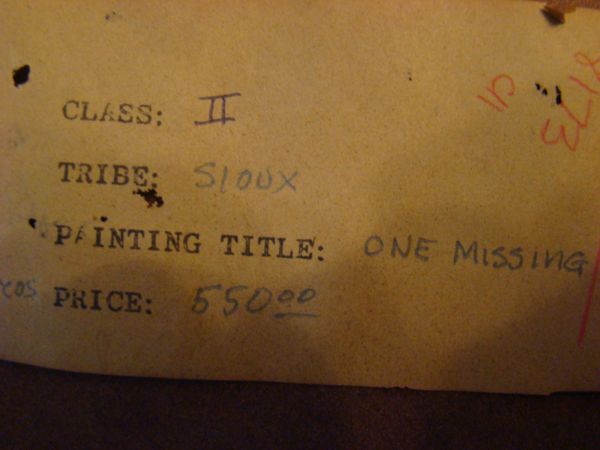 CLASS: II
TRIBE: SIOUX
PAINTING TITLE: ONE MISSING
PRICE: 550 00